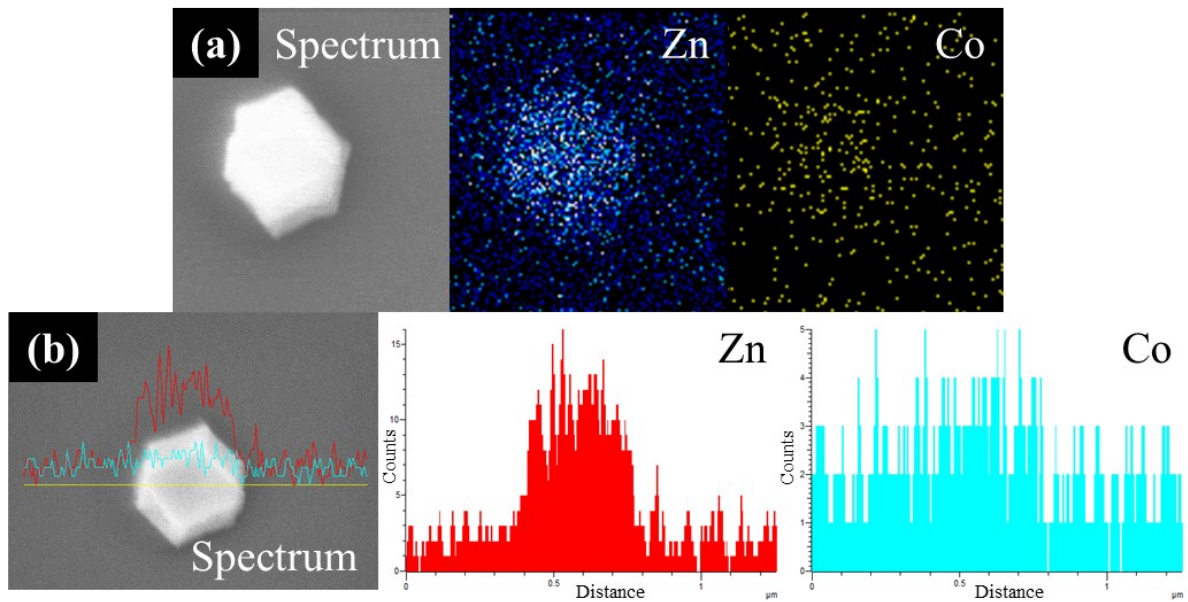 (a) Spectrum Zn Co
(b) Zn Co
Spectrum
15
10
5
0
Counts
0 0.5 1
Distance μm
5
4
3
2
1
0
Counts
0 0.5 1
Distance μm